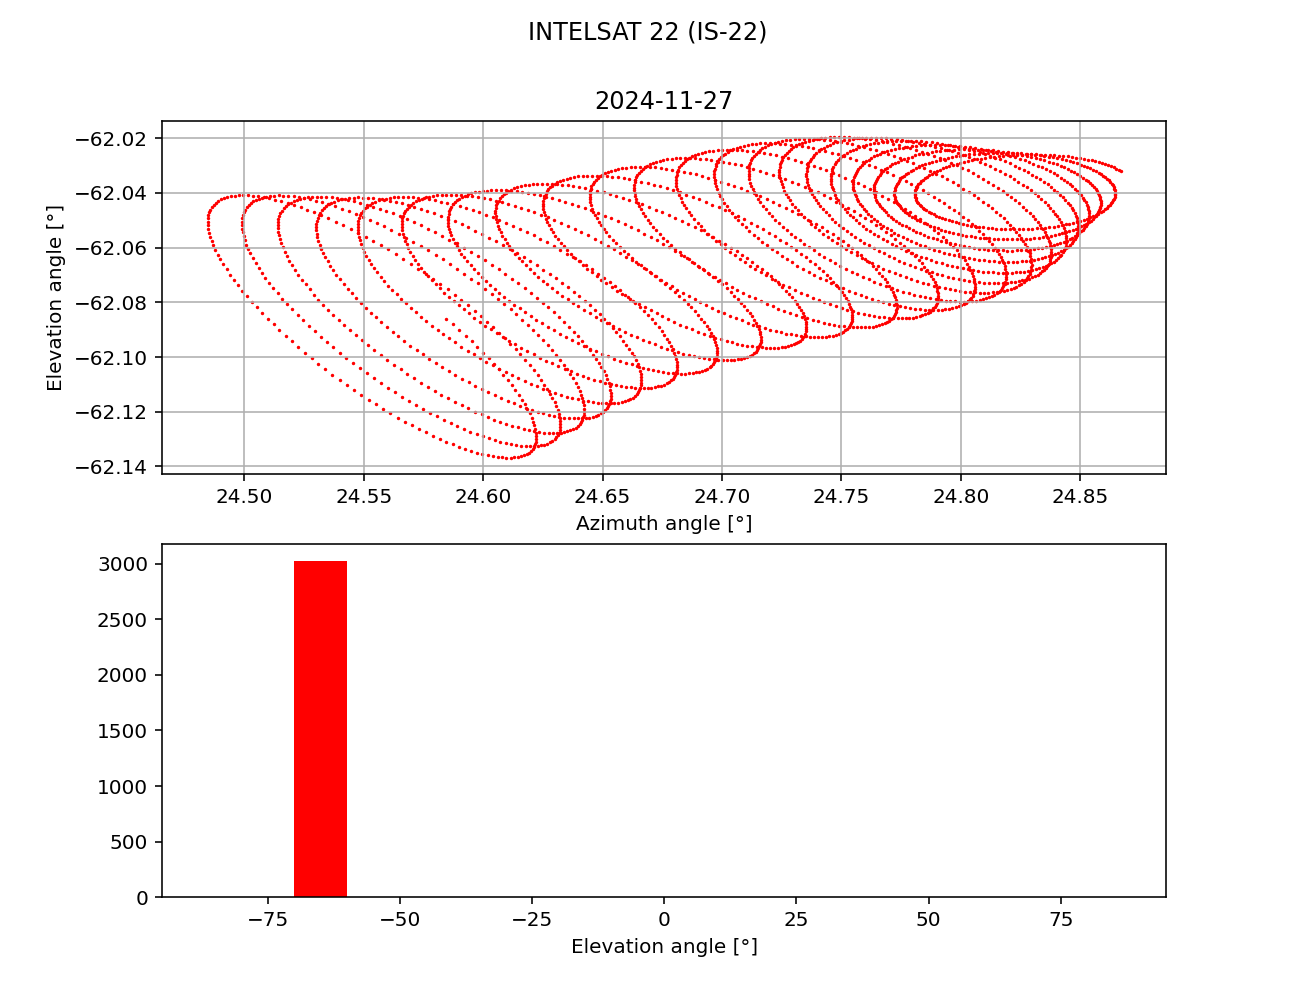 INTELSAT 22 (IS-22)
2024-11-27
−62.02
−62.04
−62.06
−62.08
−62.10
−62.12
−62.14
Elevation angle [°]
24.50 24.55 24.60 24.65 24.70 24.75 24.80 24.85
Azimuth angle [°]
3000
2500
2000
1500
1000
500
0
−75 −50 −25 0 25 50 75
Elevation angle [°]